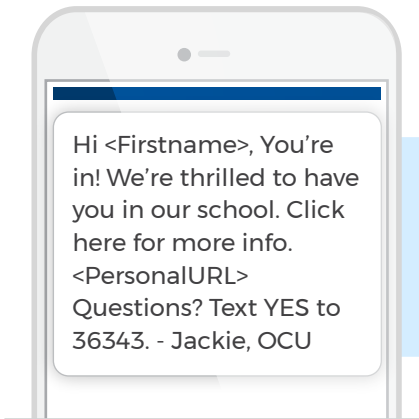 Hi <Firstname>, You’re
in! We’re thrilled to have
you in our school. Click
here for more info.
<PersonalURL>
Questions? Text YES to
36343. - Jackie, OCU